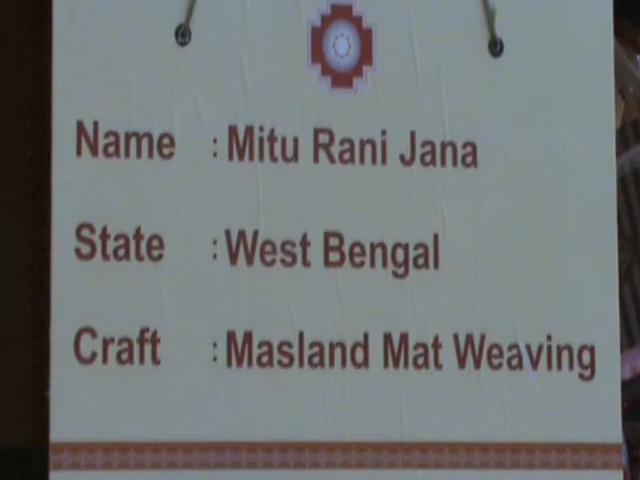 Name : Mitu Rani Jana
State : West Bengal
Craft : Masland Mat Weaving